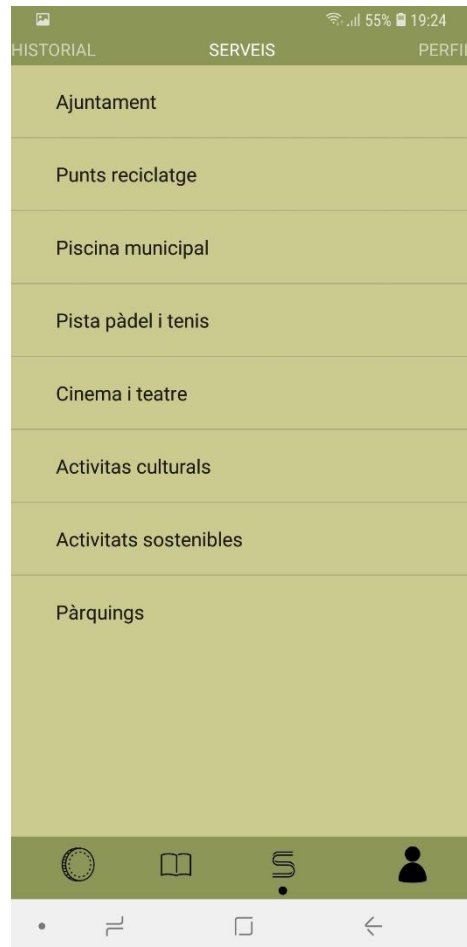 55% 19:24
HISTORIAL SERVEIS PERFIL
Ajuntament
Punts reciclatge
Piscina municipal
Pista pàdel i tenis
Cinema i teatre
Activitas culturals
Activitats sostenibles
Pàrquings